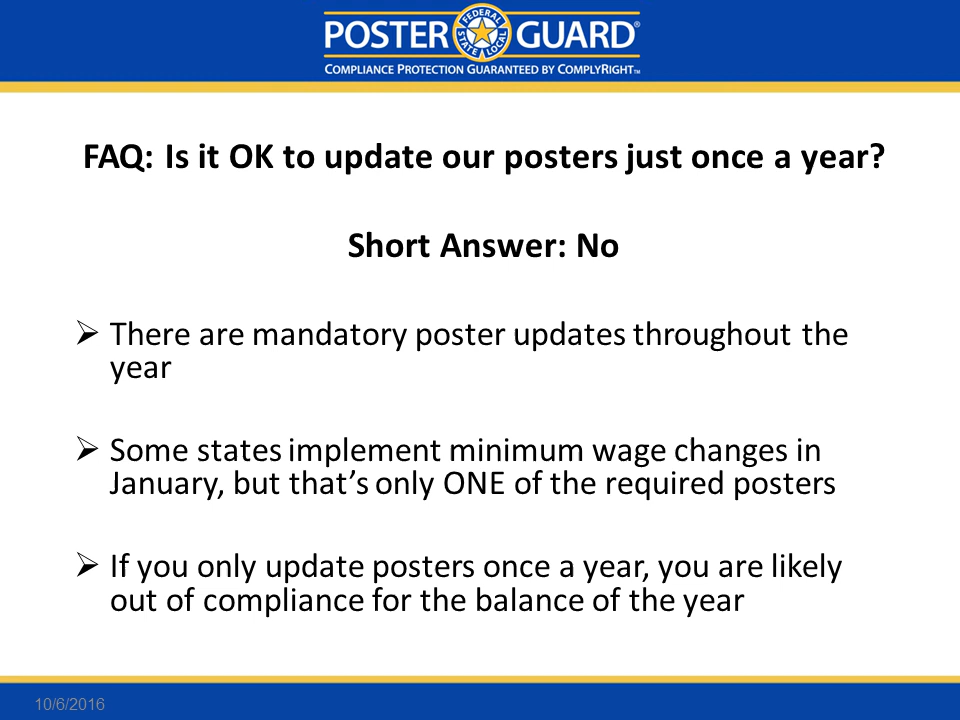 POSTER GUARD®
FEDERAL STATE LOCAL
COMPLIANCE PROTECTION GUARANTEED BY COMPLYRIGHT™
FAQ: Is it OK to update our posters just once a year?
Short Answer: No
➢ There are mandatory poster updates throughout the
year
➢ Some states implement minimum wage changes in
January, but that’s only ONE of the required posters
➢ If you only update posters once a year, you are likely
out of compliance for the balance of the year
10/6/2016